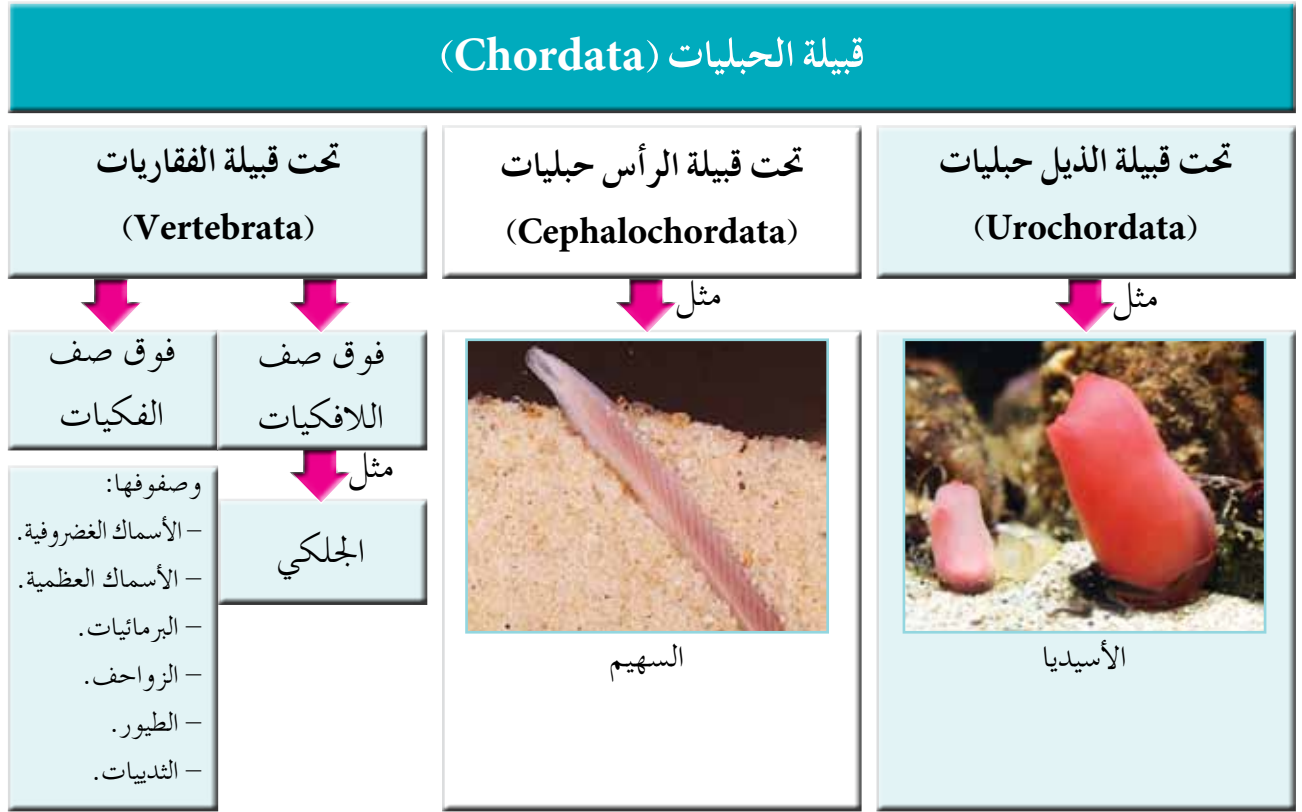 قبيلة الحبليات (Chordata)
تحت قبيلة الذيل حبليات
(Urochordata)
مثل
الأسيديا
تحت قبيلة الرأس حبليات
(Cephalochordata)
مثل
السهيم
تحت قبيلة الفقاريات
(Vertebrata)
فوق صف
اللافكيات
مثل
الجلكي
فوق صف
الفكيات
وصفوفها:
– الأسماك الغضروفية.
– الأسماك العظمية.
– البرمائيات.
– الزواحف.
– الطيور.
– الثدييات.